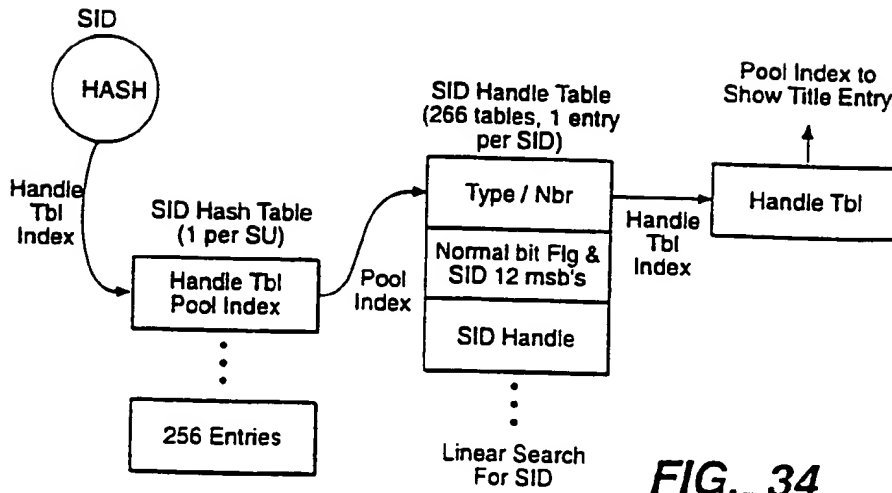 SID
HASH
Handle
Tbl
Index
SID Hash Table
(1 per SU)
Handle Tbl
Pool Index
256 Entries
Pool
Index
SID Handle Table
(266 tables, 1 entry
per SID)
Type / Nbr
Normal bit Flg &
SID 12 msb's
SID Handle
Linear Search
For SID
Handle
Tbl
Index
Pool Index to
Show Title Entry
Handle Tbl
FIG._ 34